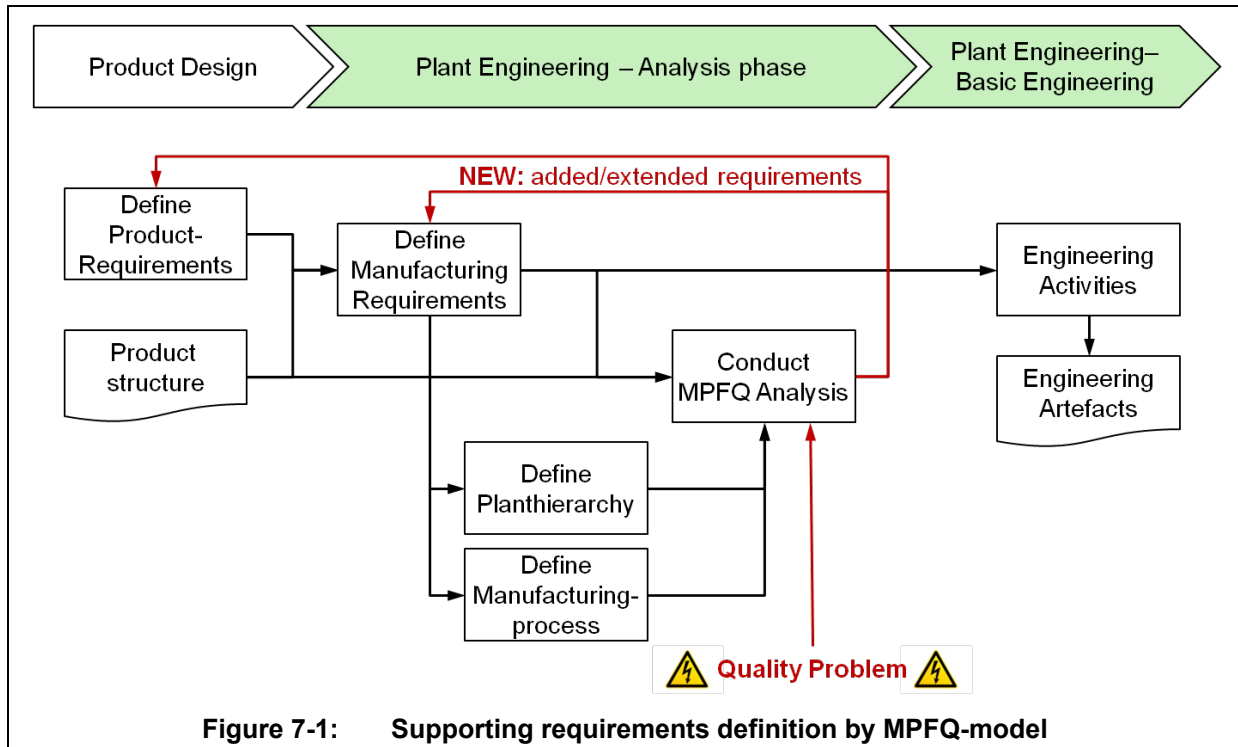 Product Design
Plant Engineering – Analysis phase
Plant Engineering–
Basic Engineering
NEW: added/extended requirements
Define
Product-
Requirements
Define
Manufacturing
Requirements
Engineering
Activities
Product
structure
Conduct
MPFQ Analysis
Engineering
Artefacts
Define
Planthierarchy
Define
Manufacturing-
process
Quality Problem
Figure 7-1: Supporting requirements definition by MPFQ-model